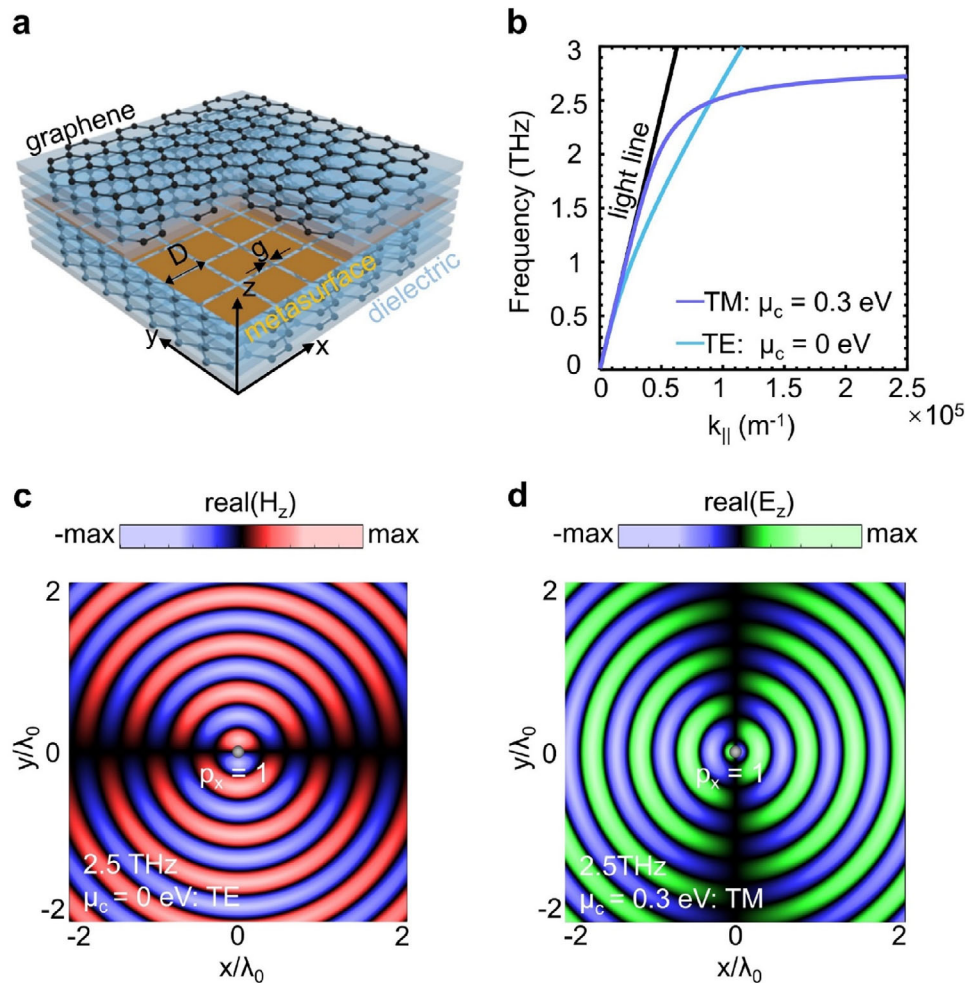 a
graphene
D
g
z
metasurface
dielectric
y
x
b
Frequency (THz)
3
2.5
2
1.5
1
0.5
0
light line
TM: μc = 0.3 eV
TE: μc = 0 eV
0 0.5 1 1.5 2 2.5
×10⁵
k|| (m⁻¹)
c
real(Hz)
-max max
y/λ₀
2
0
-2
px = 1
2.5 THz
μc = 0 eV: TE
-2 0 2
x/λ₀
d
real(Ez)
-max max
y/λ₀
2
0
-2
px = 1
2.5THz
μc = 0.3 eV: TM
-2 0 2
x/λ₀